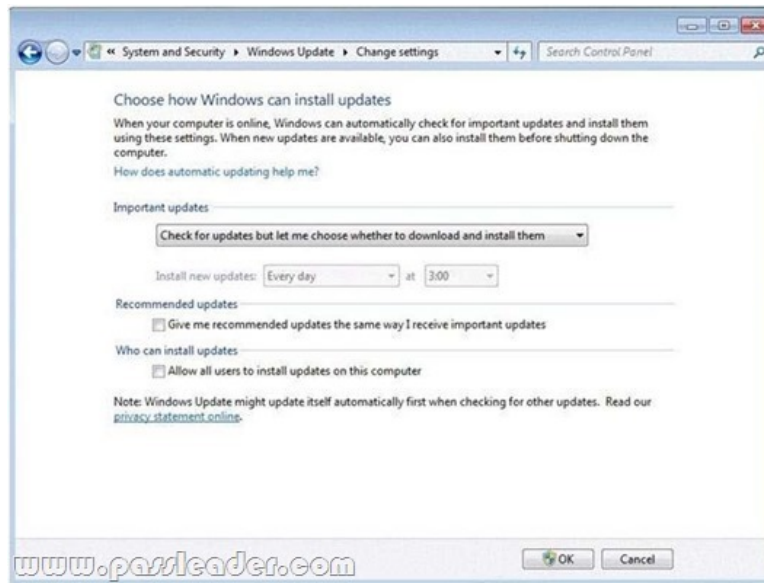 « System and Security ▸ Windows Update ▸ Change settings
Search Control Panel
Choose how Windows can install updates
When your computer is online, Windows can automatically check for important updates and install them
using these settings. When new updates are available, you can also install them before shutting down the
computer.
How does automatic updating help me?
Important updates
Check for updates but let me choose whether to download and install them
Install new updates: Every day at 3:00
Recommended updates
Give me recommended updates the same way I receive important updates
Who can install updates
Allow all users to install updates on this computer
Note: Windows Update might update itself automatically first when checking for other updates. Read our
privacy statement online.
OK Cancel
www.passleader.com